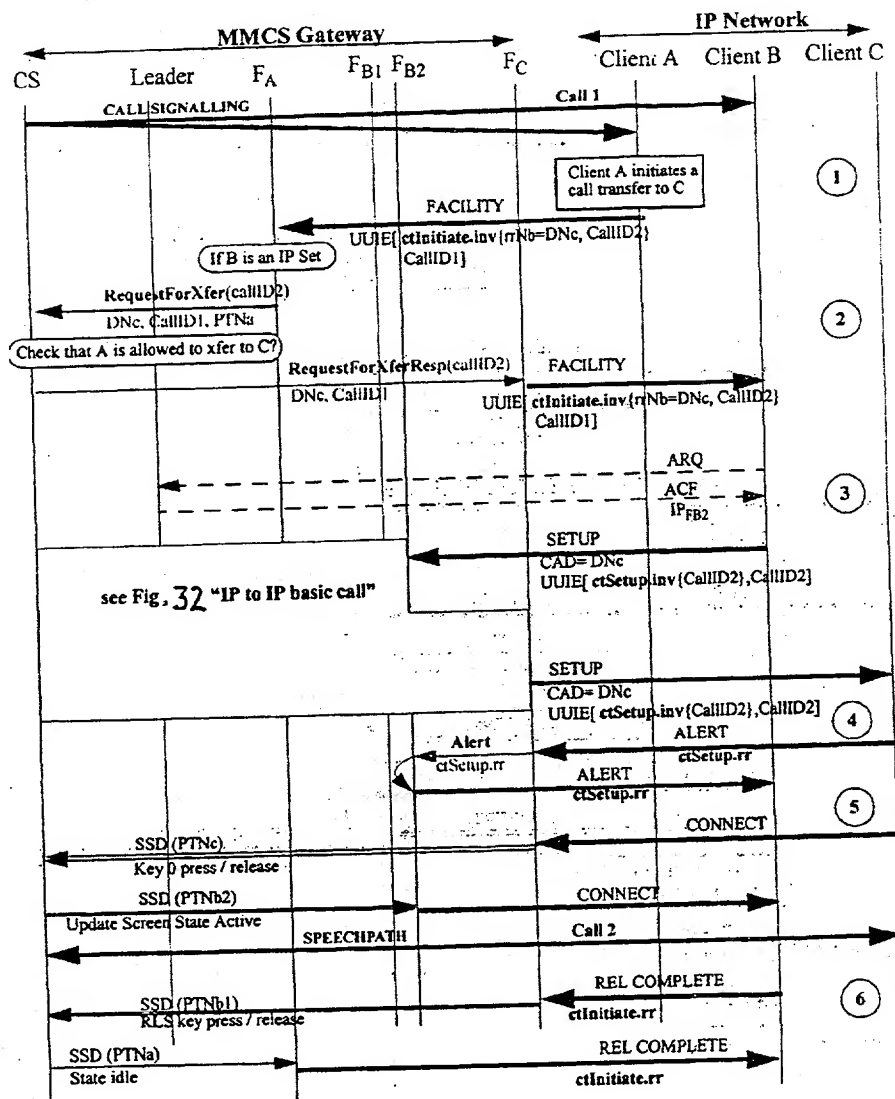 IP Network
MMCS Gateway
CS Leader FA FB1 FB2 FC Client A Client B Client C
CALL SIGNALLING
Call 1
Client A initiates a
call transfer to C
1
FACILITY
UUIE[ ctInitiate.inv{rrNb=DNc, CallID2}
CallID1]
If B is an IP Set
RequestForXfer(callID2)
DNc, CallID1, PTNa
2
Check that A is allowed to xfer to C?
RequestForXferResp(callID2)
DNc, CallID1
FACILITY
UUIE[ ctInitiate.inv{rrNb=DNc, CallID2}
CallID1]
ARQ
ACF
IPFB2
3
SETUP
CAD= DNc
UUIE[ ctSetup.inv{CallID2},CallID2]
see Fig. 32 "IP to IP basic call"
SETUP
CAD= DNc
UUIE[ ctSetup.inv{CallID2},CallID2]
4
Alert
ctSetup.rr
ALERT
ctSetup.rr
ALERT
ctSetup.rr
5
CONNECT
SSD (PTNc)
Key 0 press / release
SSD (PTNb2)
Update Screen State Active
CONNECT
SPEECHPATH
Call 2
REL COMPLETE
ctInitiate.rr
6
SSD (PTNb1)
RLS key press / release
SSD (PTNa)
State idle
REL COMPLETE
ctInitiate.rr